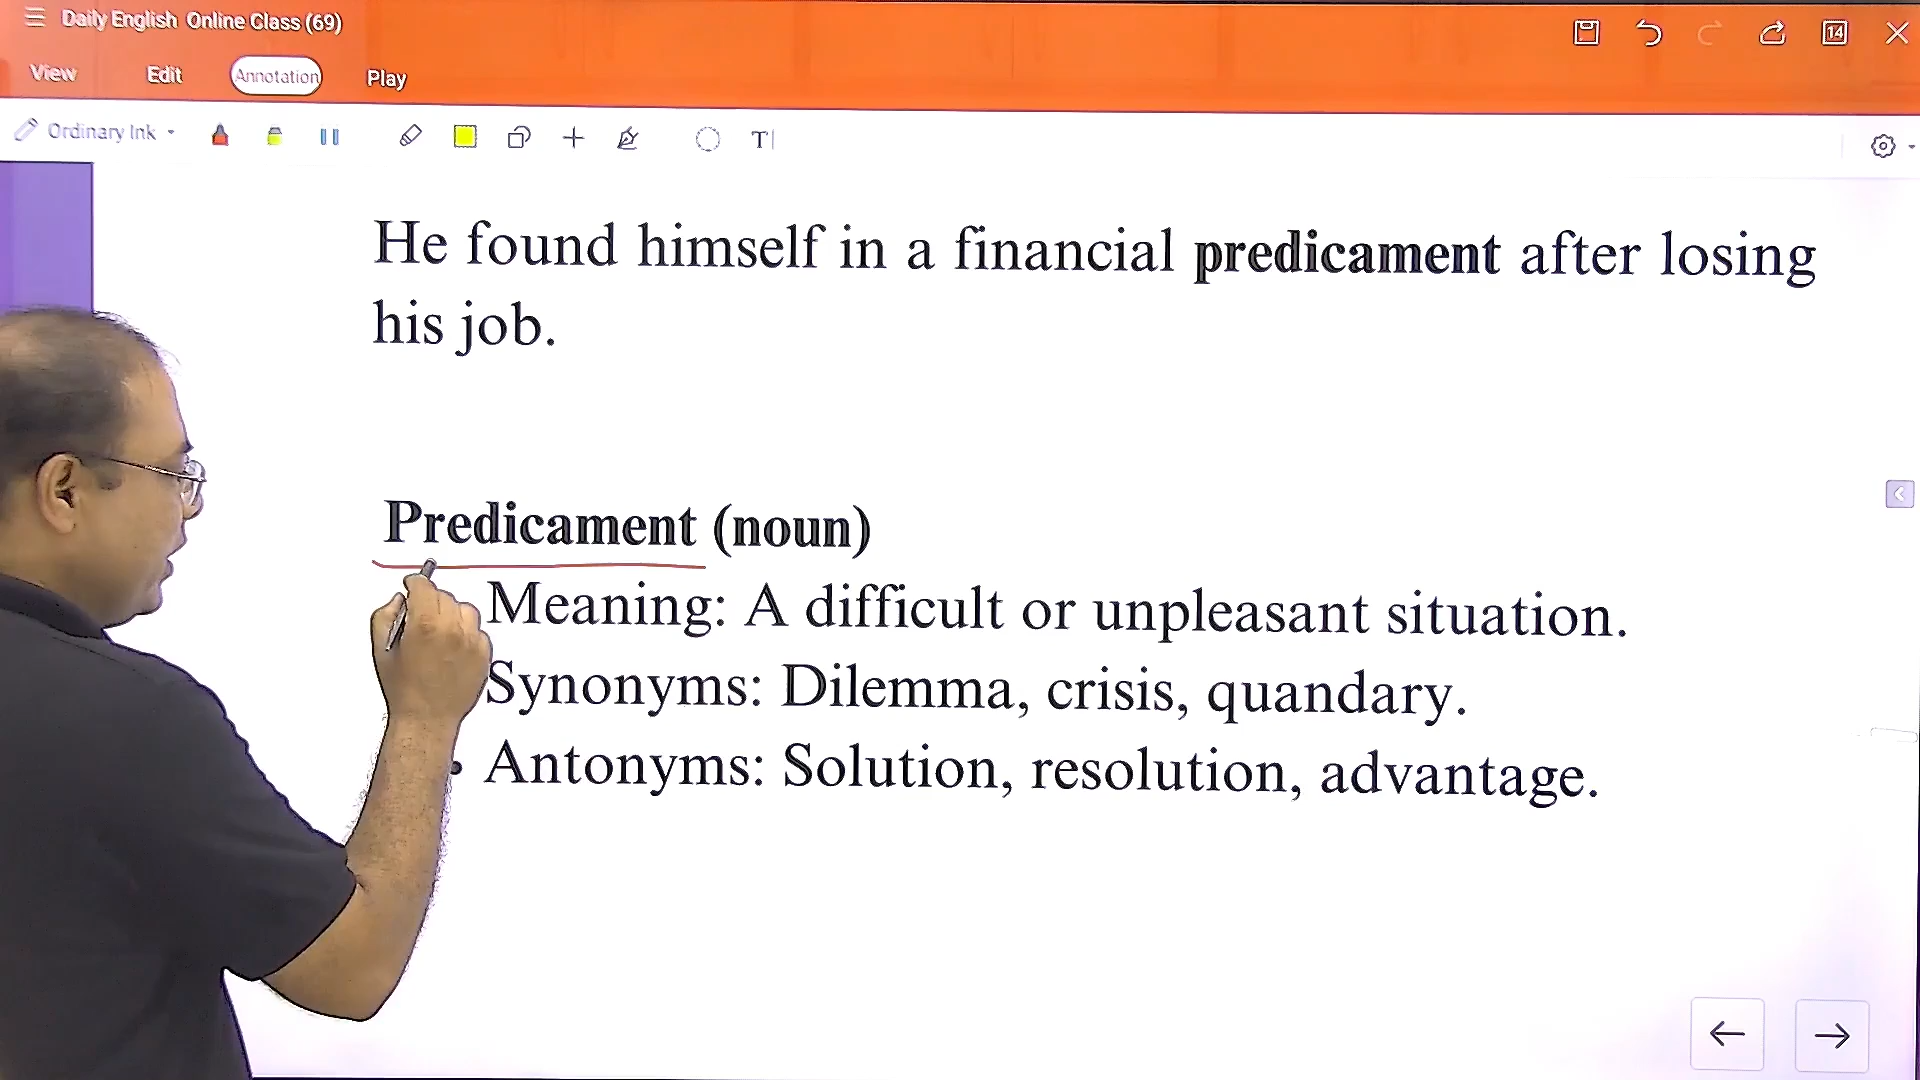 Daily English Online Class (69)
14
View Edit Annotation Play
Ordinary Ink T
He found himself in a financial predicament after losing
his job.
Predicament (noun)
Meaning: A difficult or unpleasant situation.
Synonyms: Dilemma, crisis, quandary.
• Antonyms: Solution, resolution, advantage.